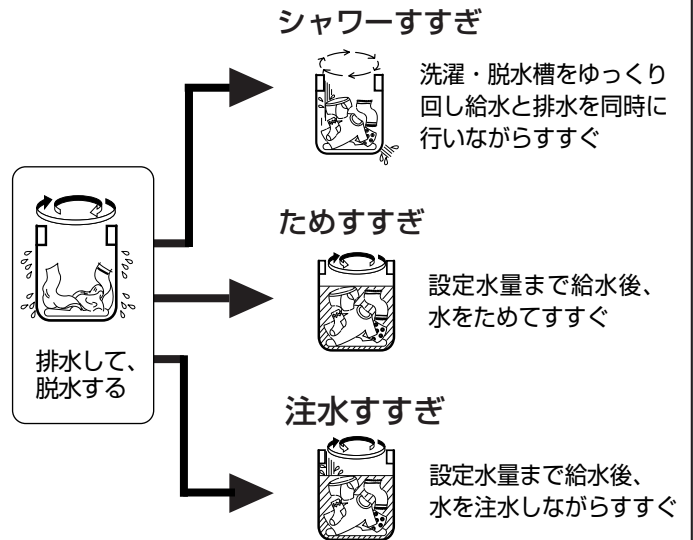 シャワーすすぎ
洗濯・脱水槽をゆっくり
回し給水と排水を同時に
行いながらすすぐ
排水して、
脱水する
ためすすぎ
設定水量まで給水後、
水をためてすすぐ
注水すすぎ
設定水量まで給水後、
水を注水しながらすすぐ